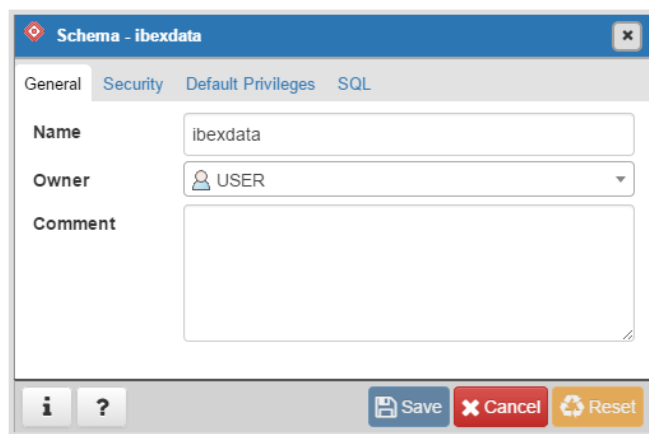 Schema - ibexdata
General Security Default Privileges SQL
Name ibexdata
Owner USER
Comment
i ? Save Cancel Reset